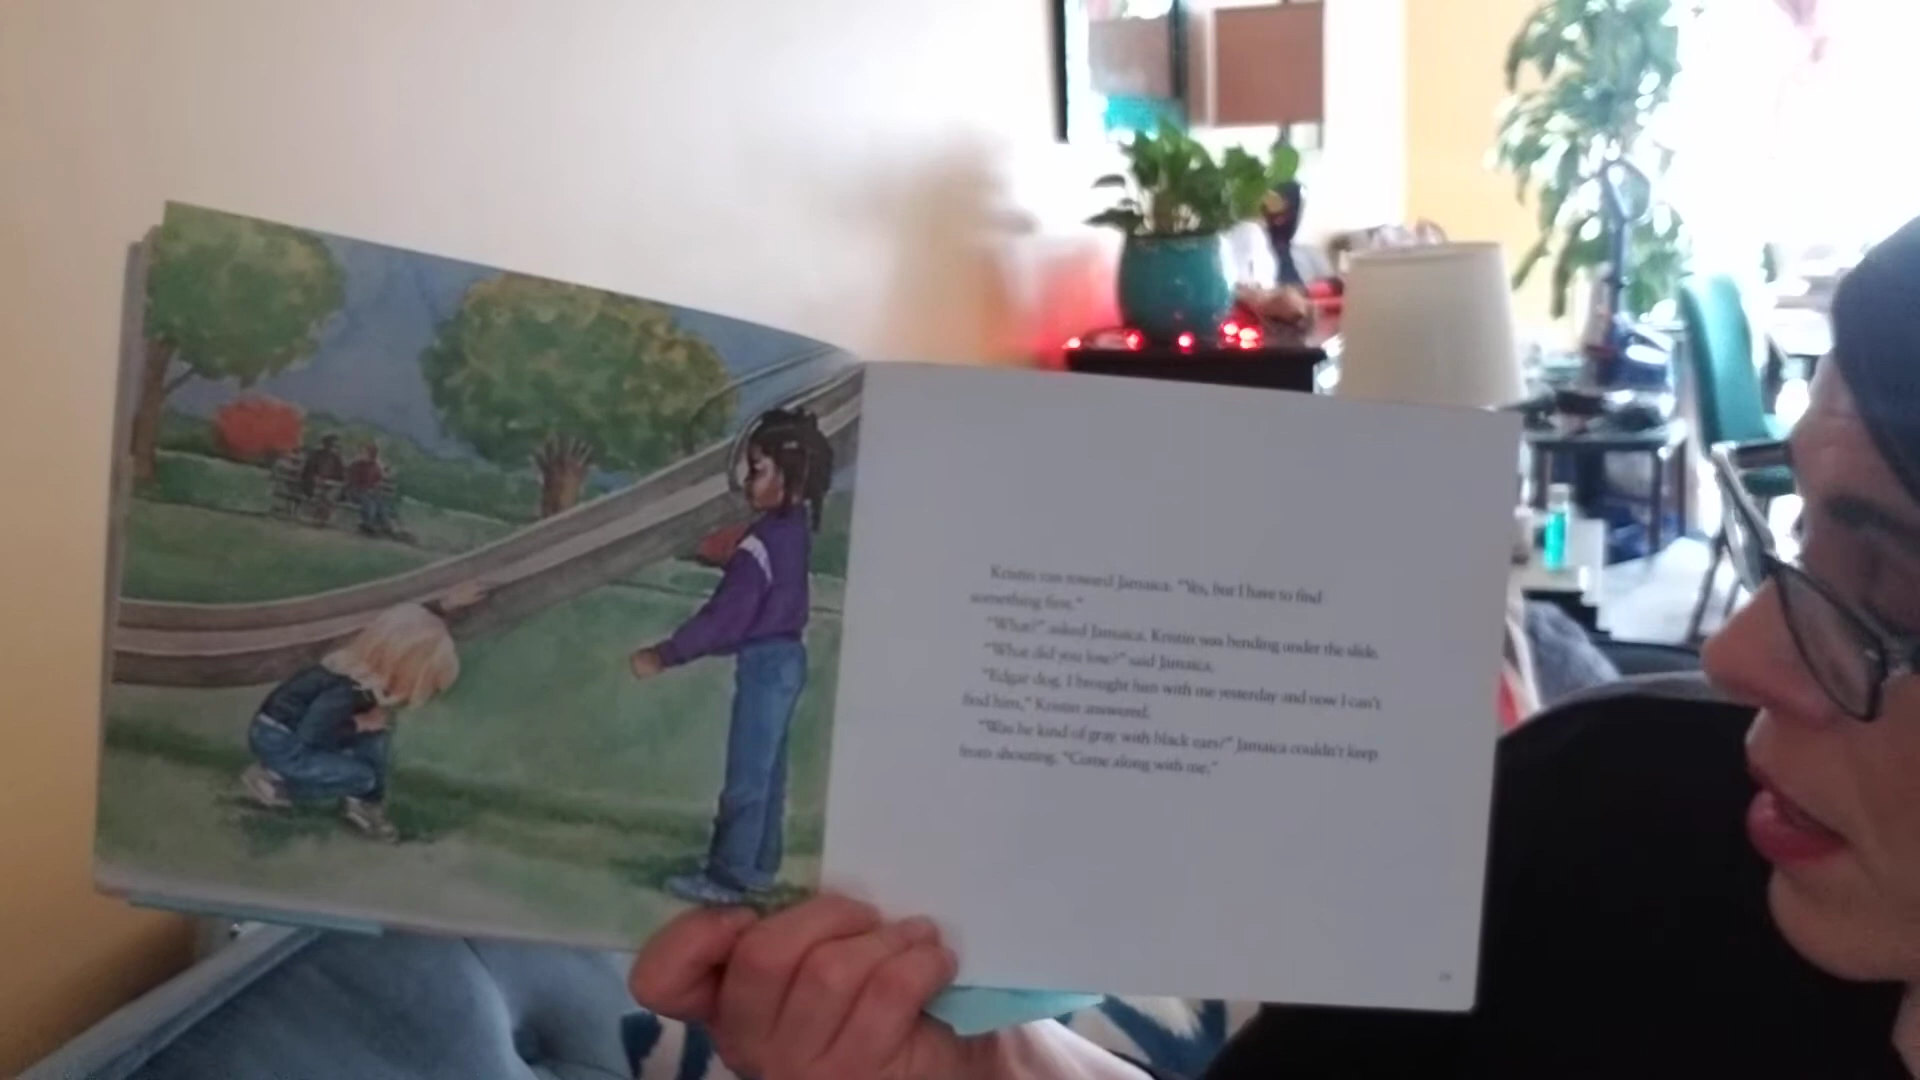 Kristin ran toward Jamaica. "Yes, but I have to find
something first."
"What?" asked Jamaica. Kristin was bending under the slide.
"What did you lose?" said Jamaica.
"Edgar dog. I brought him with me yesterday and now I can't
find him," Kristin answered.
"Was he kind of gray with black ears?" Jamaica couldn't keep
from shouting. "Come along with me."